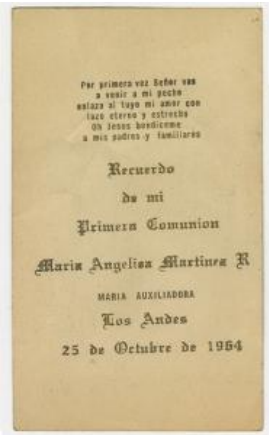 Por primera vez Señor vas
a venir a mi pecho
enlaza al tuyo mi amor con
lazo eterno y estrecho
Oh Jesus bendiceme
a mis padres y familiares
Recuerdo
de mi
Primera Comunion
Maria Angelisa Martinez R
MARIA AUXILIADORA
Los Andes
25 de Octubre de 1964